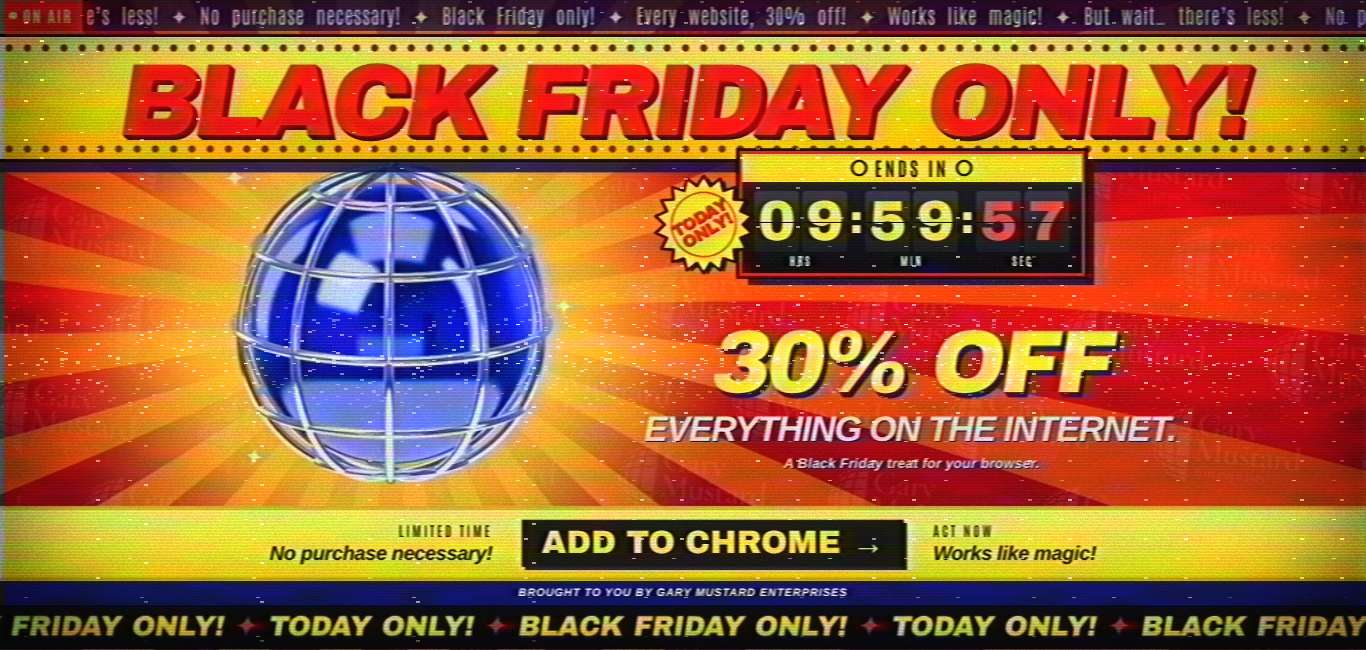 ON AIR e's less! ✦ No purchase necessary! ✦ Black Friday only! ✦ Every website, 30% off! ✦ Works like magic! ✦ But wait… there's less! ✦ No
BLACK FRIDAY ONLY!
ENDS IN
TODAY ONLY!
09:59:57
HRS MIN SEC
30% OFF
EVERYTHING ON THE INTERNET.
A Black Friday treat for your browser.
LIMITED TIME
No purchase necessary!
ADD TO CHROME →
ACT NOW
Works like magic!
BROUGHT TO YOU BY GARY MUSTARD ENTERPRISES
FRIDAY ONLY! ✦ TODAY ONLY! ✦ BLACK FRIDAY ONLY! ✦ TODAY ONLY! ✦ BLACK FRIDAY